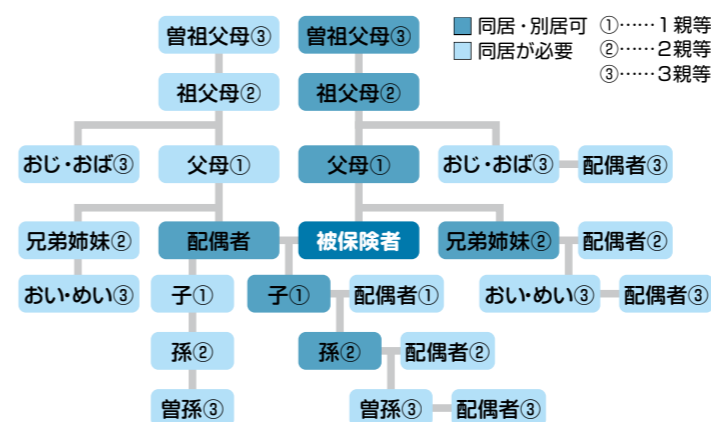 曽祖父母③ 曽祖父母③ 同居・別居可 ①……1親等
同居が必要 ②……2親等
③……3親等
祖父母② 祖父母②
おじ・おば③ 父母① 父母① おじ・おば③ 配偶者③
兄弟姉妹② 配偶者 被保険者 兄弟姉妹② 配偶者②
おい・めい③ 子① 子① 配偶者① おい・めい③ 配偶者③
孫② 孫② 配偶者②
曽孫③ 曽孫③ 配偶者③